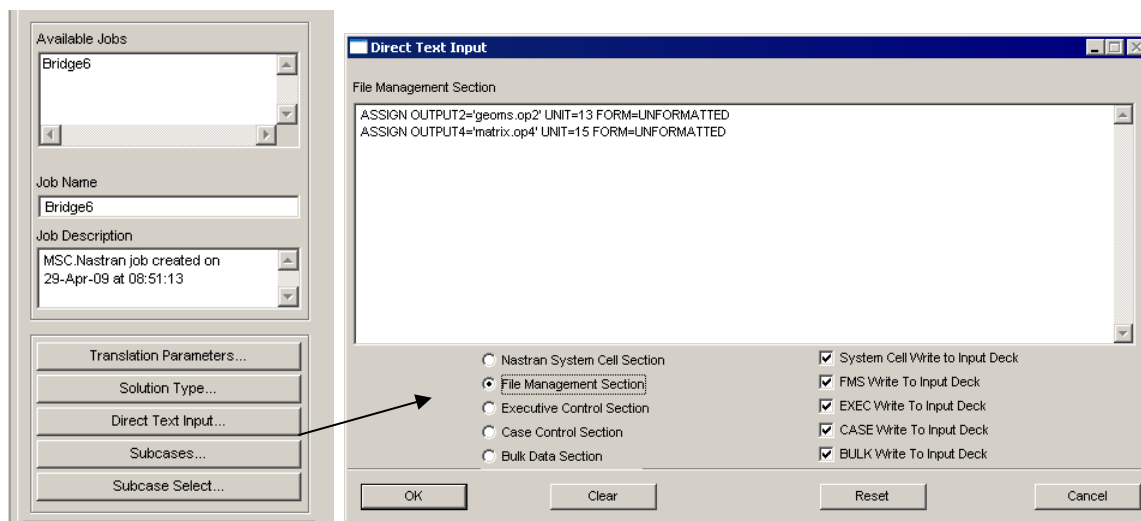 Available Jobs
Bridge6
Job Name
Bridge6
Job Description
MSC.Nastran job created on
29-Apr-09 at 08:51:13
Translation Parameters...
Solution Type...
Direct Text Input...
Subcases...
Subcase Select...
Direct Text Input
File Management Section
ASSIGN OUTPUT2='geoms.op2' UNIT=13 FORM=UNFORMATTED
ASSIGN OUTPUT4='matrix.op4' UNIT=15 FORM=UNFORMATTED
Nastran System Cell Section
File Management Section
Executive Control Section
Case Control Section
Bulk Data Section
System Cell Write to Input Deck
FMS Write To Input Deck
EXEC Write To Input Deck
CASE Write To Input Deck
BULK Write To Input Deck
OK
Clear
Reset
Cancel